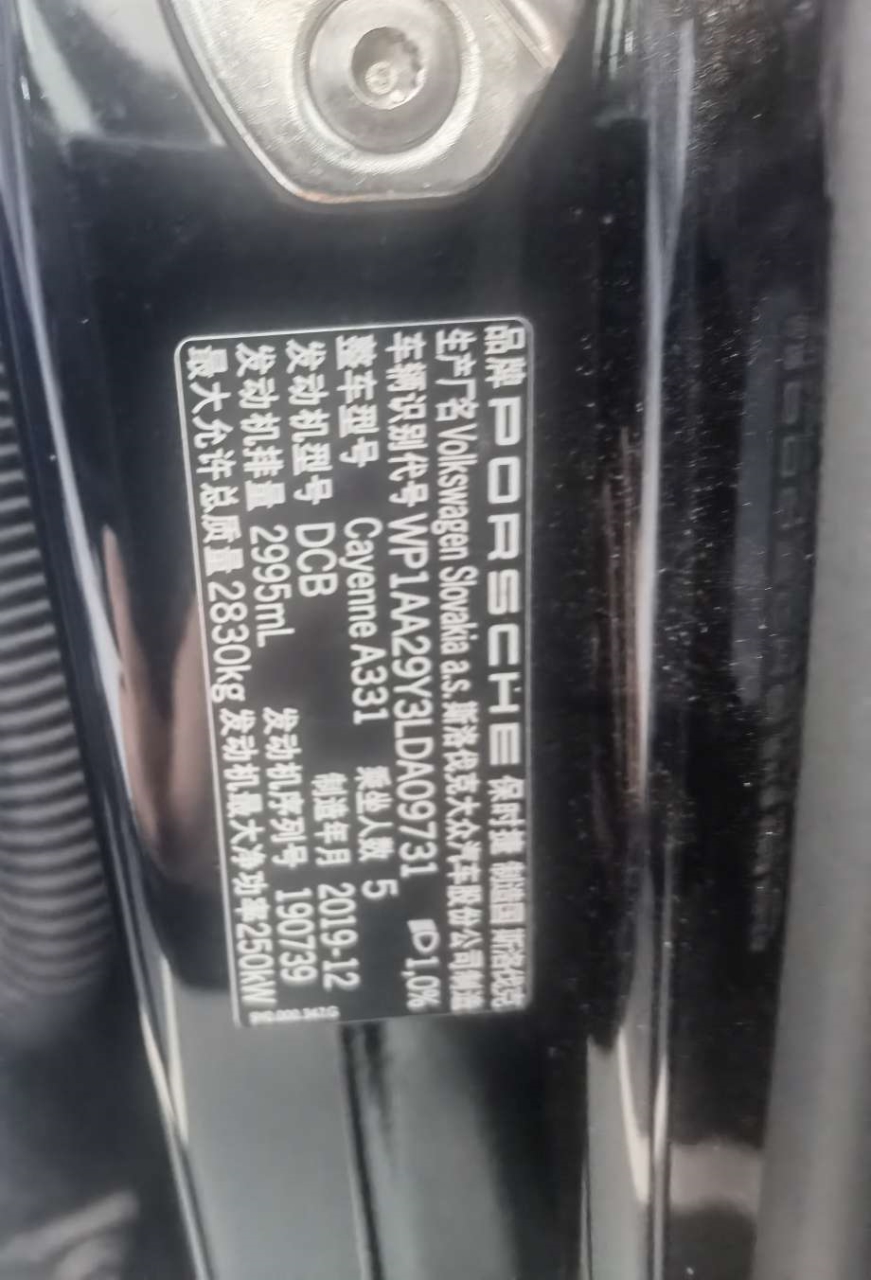 品牌 PORSCHE 保时捷 制造国 斯洛伐克
生产厂名 Volkswagen Slovakia a.s.斯洛伐克大众汽车股份公司制造
车辆识别代号 WP1AA29Y3LDA09731 1,0%
整车型号 Cayenne A331 乘坐人数 5
发动机型号 DCB 制造年月 2019-12
发动机排量 2995mL 发动机序列号 190739
最大允许总质量 2830kg 发动机最大净功率250kW